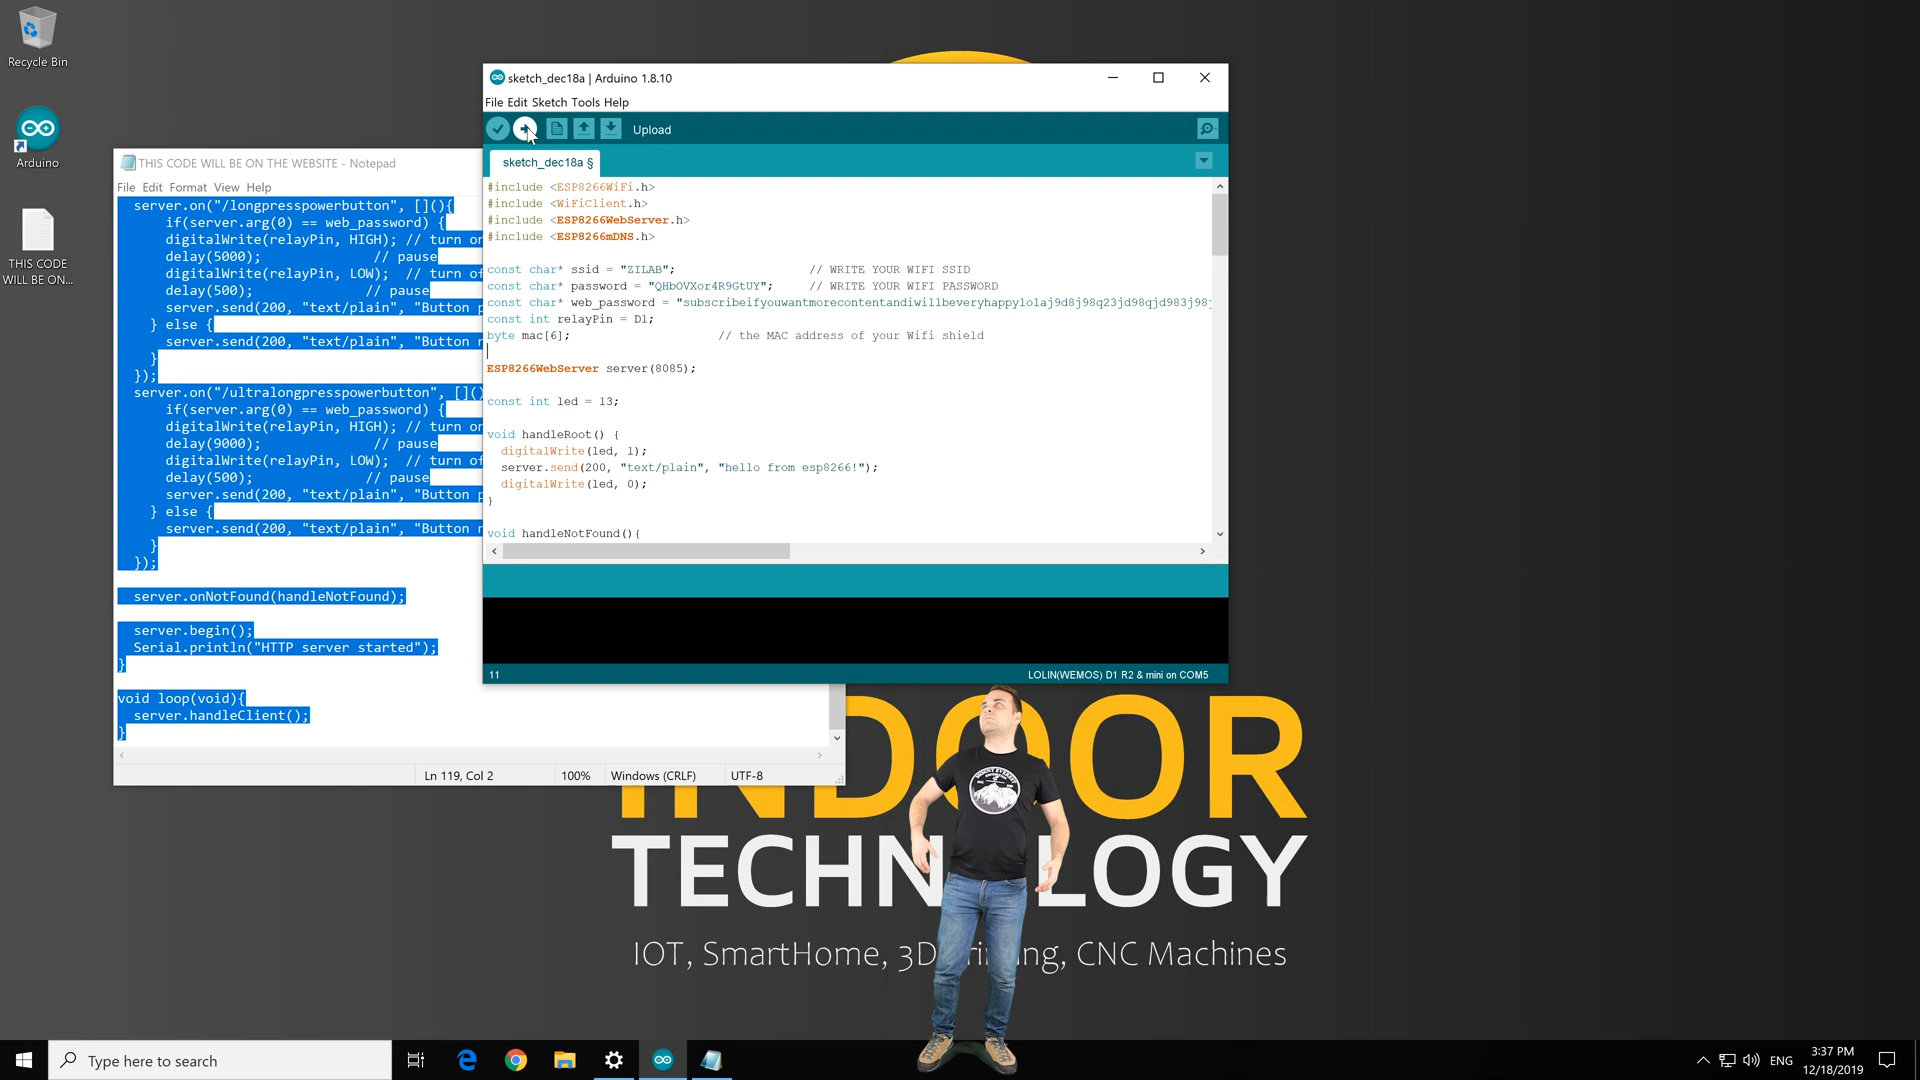 Recycle Bin
Arduino
THIS CODE
WILL BE ON...
THIS CODE WILL BE ON THE WEBSITE - Notepad
File Edit Format View Help
server.on("/longpresspowerbutton", [](){
if(server.arg(0) == web_password) {
digitalWrite(relayPin, HIGH); // turn on
delay(5000); // pause
digitalWrite(relayPin, LOW); // turn of
delay(500); // pause
server.send(200, "text/plain", "Button p
} else {
server.send(200, "text/plain", "Button n
}
});
server.on("/ultralongpresspowerbutton", []()
if(server.arg(0) == web_password) {
digitalWrite(relayPin, HIGH); // turn on
delay(9000); // pause
digitalWrite(relayPin, LOW); // turn of
delay(500); // pause
server.send(200, "text/plain", "Button p
} else {
server.send(200, "text/plain", "Button n
}
});
server.onNotFound(handleNotFound);
server.begin();
Serial.println("HTTP server started");
}
void loop(void){
server.handleClient();
}
Ln 119, Col 2 100% Windows (CRLF) UTF-8
sketch_dec18a | Arduino 1.8.10
File Edit Sketch Tools Help
Upload
sketch_dec18a §
#include <ESP8266WiFi.h>
#include <WiFiClient.h>
#include <ESP8266WebServer.h>
#include <ESP8266mDNS.h>
const char* ssid = "ZILAB"; // WRITE YOUR WIFI SSID
const char* password = "QHbOVXor4R9GtUY"; // WRITE YOUR WIFI PASSWORD
const char* web_password = "subscribeifyouwantmorecontentandiwillbeveryhappylolaj9d8j98q23jd98qjd983j98j
const int relayPin = D1;
byte mac[6]; // the MAC address of your Wifi shield
ESP8266WebServer server(8085);
const int led = 13;
void handleRoot() {
digitalWrite(led, 1);
server.send(200, "text/plain", "hello from esp8266!");
digitalWrite(led, 0);
}
void handleNotFound(){
11 LOLIN(WEMOS) D1 R2 & mini on COM5
INDOOR
TECHNOLOGY
IOT, SmartHome, 3D Printing, CNC Machines
MOUNT EVEREST
Type here to search
ENG
3:37 PM
12/18/2019